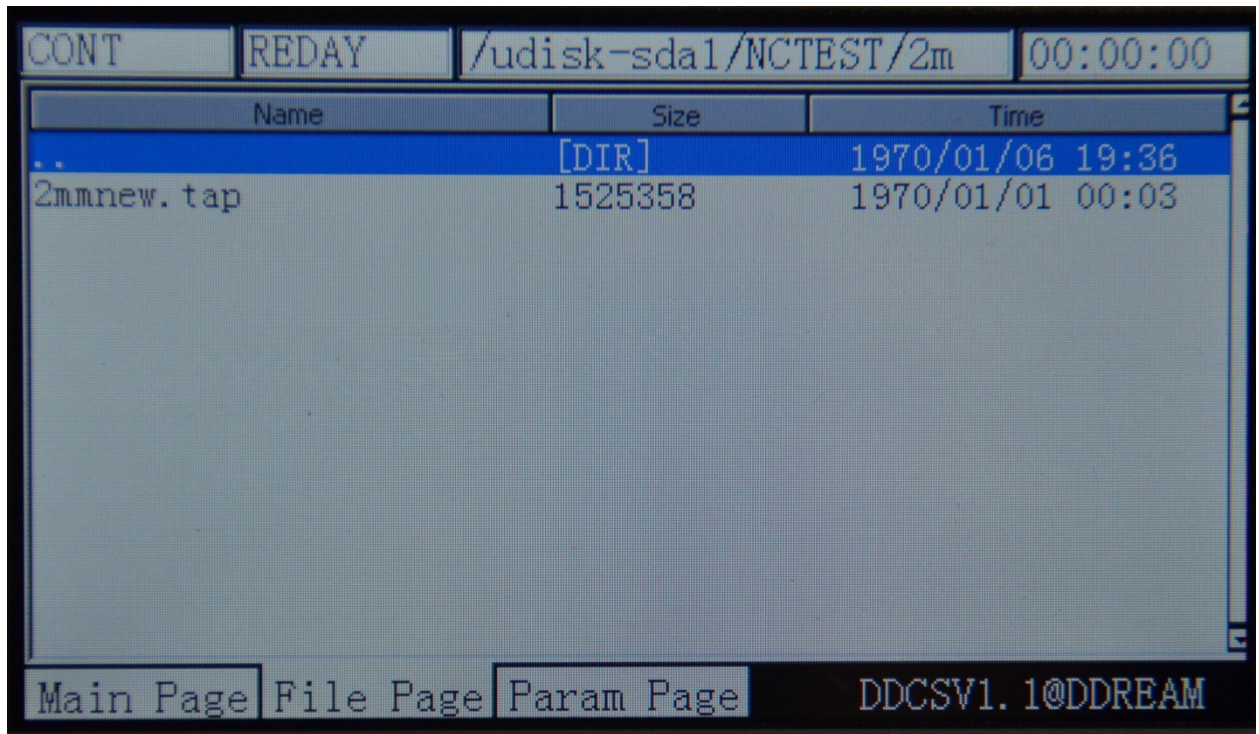 CONT REDAY /udisk-sda1/NCTEST/2m 00:00:00
Name Size Time
.. [DIR] 1970/01/06 19:36
2mmnew.tap 1525358 1970/01/01 00:03
Main Page File Page Param Page DDCSV1.1@DDREAM